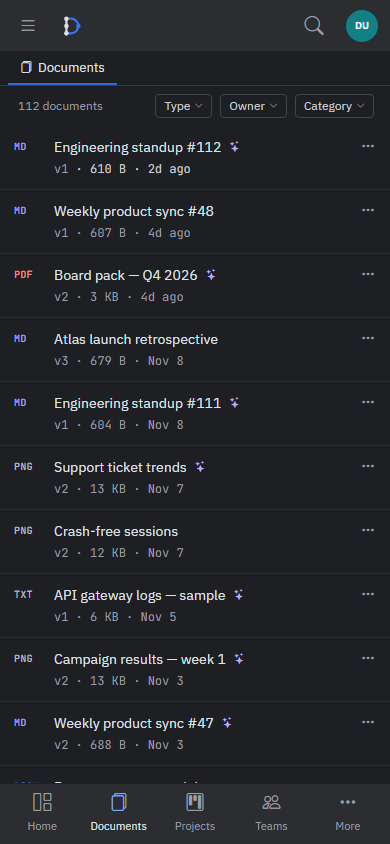 DU
Documents
112 documents Type Owner Category
MD Engineering standup #112
v1 · 610 B · 2d ago
MD Weekly product sync #48
v1 · 607 B · 4d ago
PDF Board pack — Q4 2026
v2 · 3 KB · 4d ago
MD Atlas launch retrospective
v3 · 679 B · Nov 8
MD Engineering standup #111
v1 · 604 B · Nov 8
PNG Support ticket trends
v2 · 13 KB · Nov 7
PNG Crash-free sessions
v2 · 12 KB · Nov 7
TXT API gateway logs — sample
v1 · 6 KB · Nov 5
PNG Campaign results — week 1
v2 · 13 KB · Nov 3
MD Weekly product sync #47
v2 · 688 B · Nov 3
Home Documents Projects Teams More